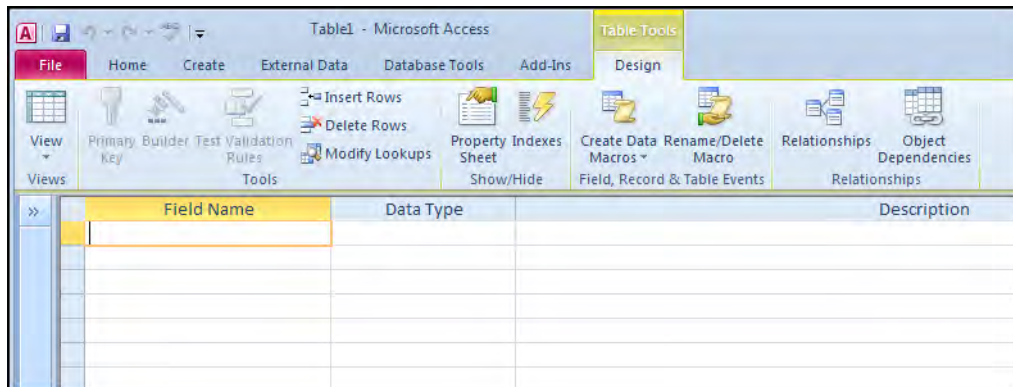 Table1 - Microsoft Access
Table Tools
File Home Create External Data Database Tools Add-Ins Design
View
Primary Key
Builder
Test Validation Rules
Insert Rows
Delete Rows
Modify Lookups
Property Sheet
Indexes
Create Data Macros
Rename/Delete Macro
Relationships
Object Dependencies
Views Tools Show/Hide Field, Record & Table Events Relationships
Field Name Data Type Description